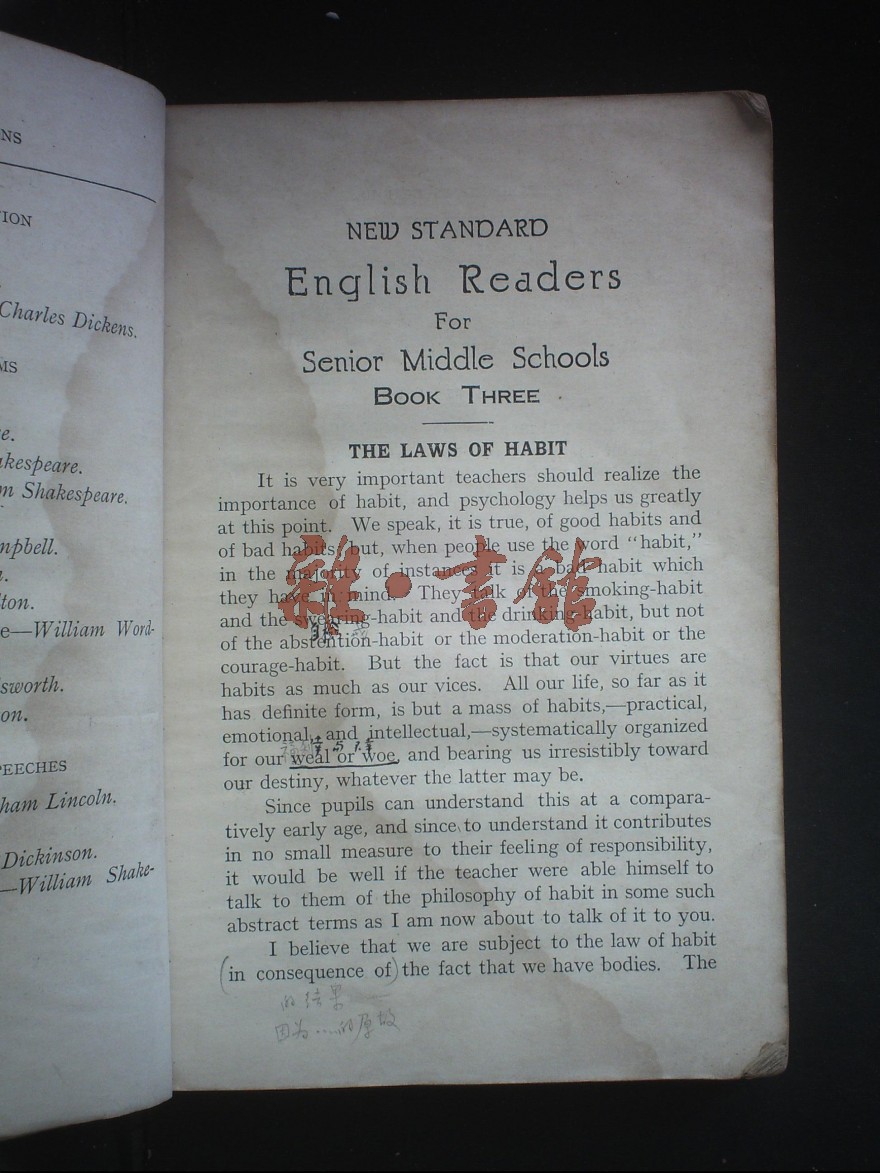 NS
TION
Charles Dickens.
MS
e.
akespeare.
m Shakespeare.
mpbell.
n.
lton.
e—William Word-
sworth.
on.
PEECHES
ham Lincoln.
Dickinson.
—William Shake-
NEW STANDARD
English Readers
For
Senior Middle Schools
BOOK THREE
THE LAWS OF HABIT
It is very important teachers should realize the
importance of habit, and psychology helps us greatly
at this point. We speak, it is true, of good habits and
of bad habits; but, when people use the word “habit,”
in the majority of instances it is a bad habit which
they have in mind. They talk of the smoking-habit
and the swearing-habit and the drinking-habit, but not
of the abstention-habit or the moderation-habit or the
courage-habit. But the fact is that our virtues are
habits as much as our vices. All our life, so far as it
has definite form, is but a mass of habits,—practical,
emotional, and intellectual,—systematically organized
for our weal or woe, and bearing us irresistibly toward
our destiny, whatever the latter may be.
Since pupils can understand this at a compara-
tively early age, and since to understand it contributes
in no small measure to their feeling of responsibility,
it would be well if the teacher were able himself to
talk to them of the philosophy of habit in some such
abstract terms as I am now about to talk of it to you.
I believe that we are subject to the law of habit
(in consequence of) the fact that we have bodies. The
的结果
因为……的原故
雜·書館